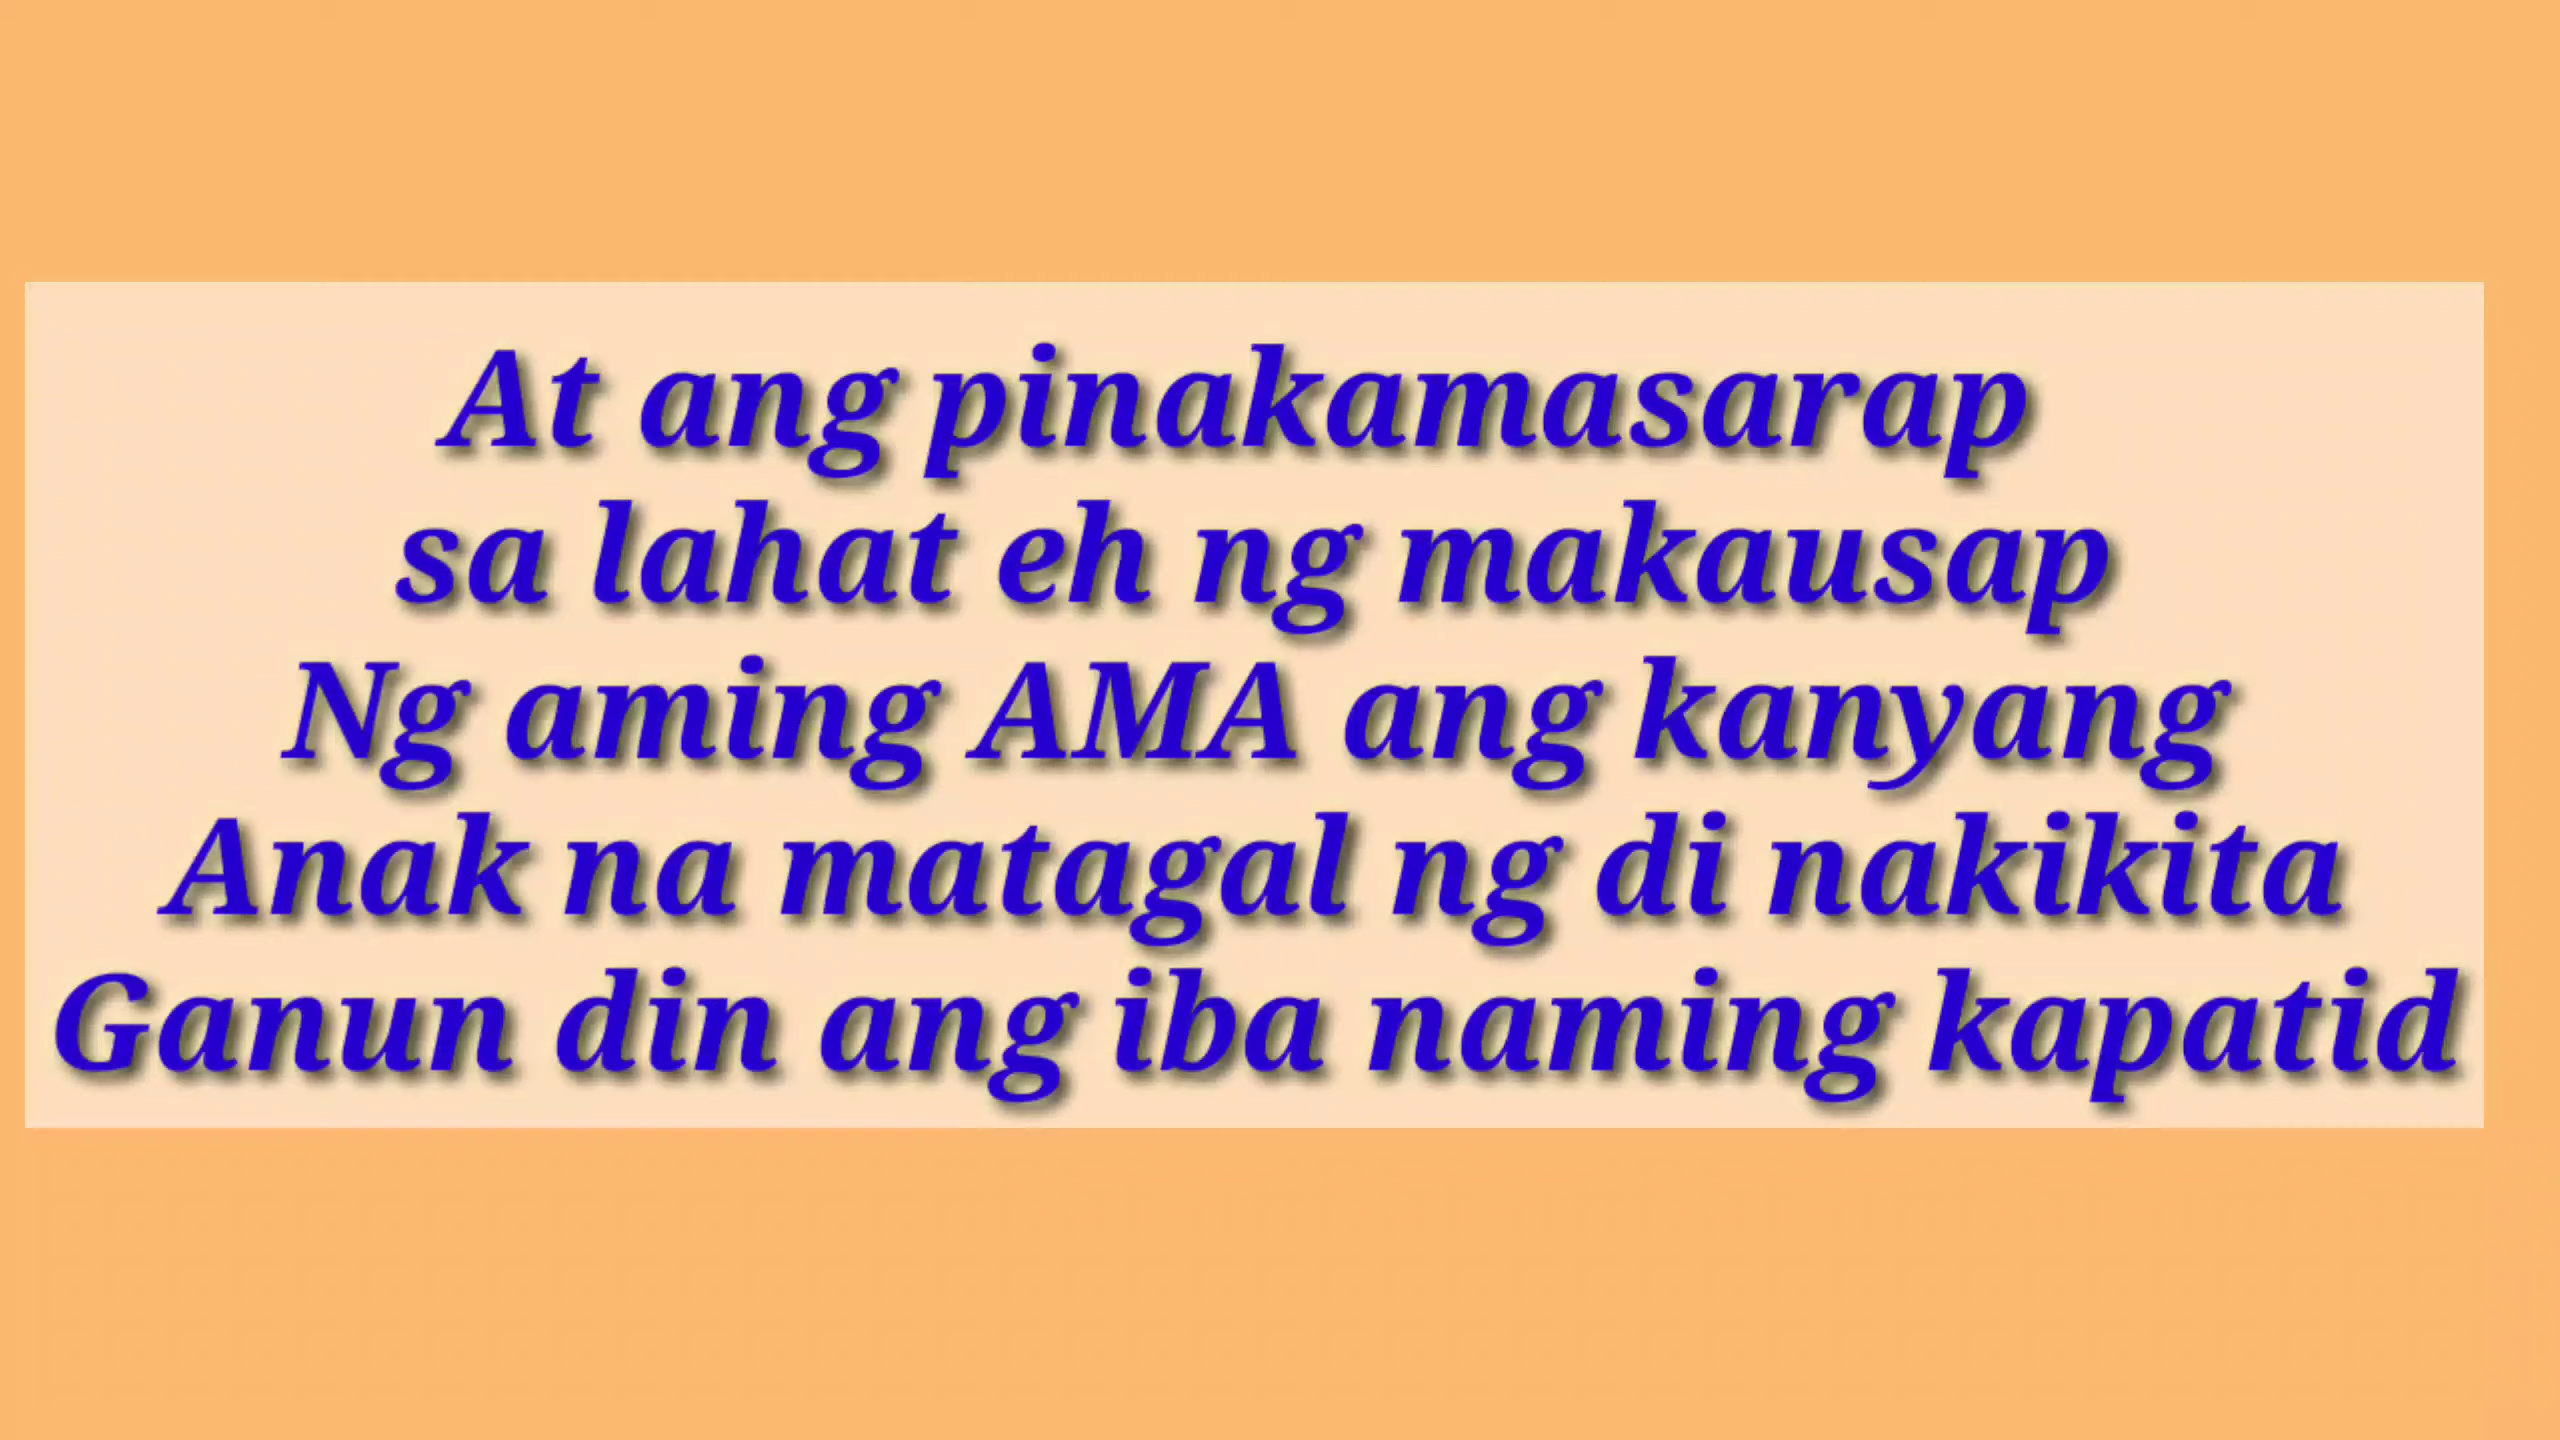 At ang pinakamasarap
sa lahat eh ng makausap
Ng aming AMA ang kanyang
Anak na matagal ng di nakikita
Ganun din ang iba naming kapatid